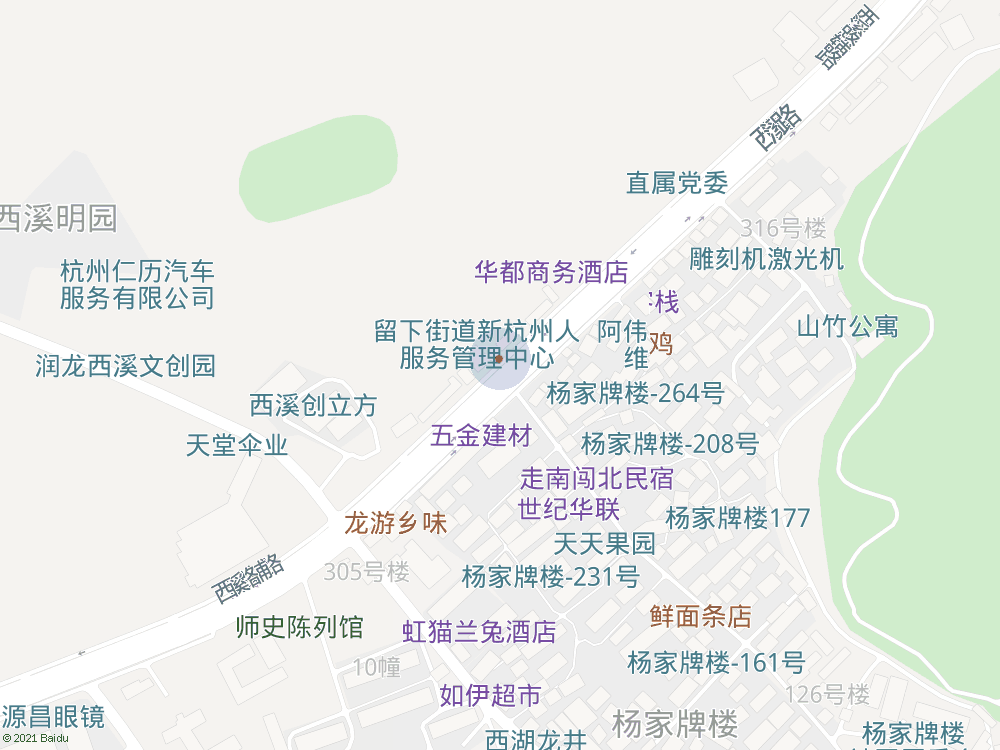 西溪路辅路
西溪路
直属党委
西溪明园
316号楼
杭州仁历汽车
服务有限公司
华都商务酒店
雕刻机激光机
栈
留下街道新杭州人
服务管理中心
阿伟
维
鸡
山竹公寓
润龙西溪文创园
西溪创立方
杨家牌楼-264号
天堂伞业
五金建材
杨家牌楼-208号
走南闯北民宿
世纪华联
龙游乡味
杨家牌楼177
天天果园
305号楼
杨家牌楼-231号
西溪路辅路
师史陈列馆
虹猫兰兔酒店
鲜面条店
10幢
杨家牌楼-161号
如伊超市
126号楼
源昌眼镜
杨家牌楼
杨家牌楼
西湖龙井
© 2021 Baidu